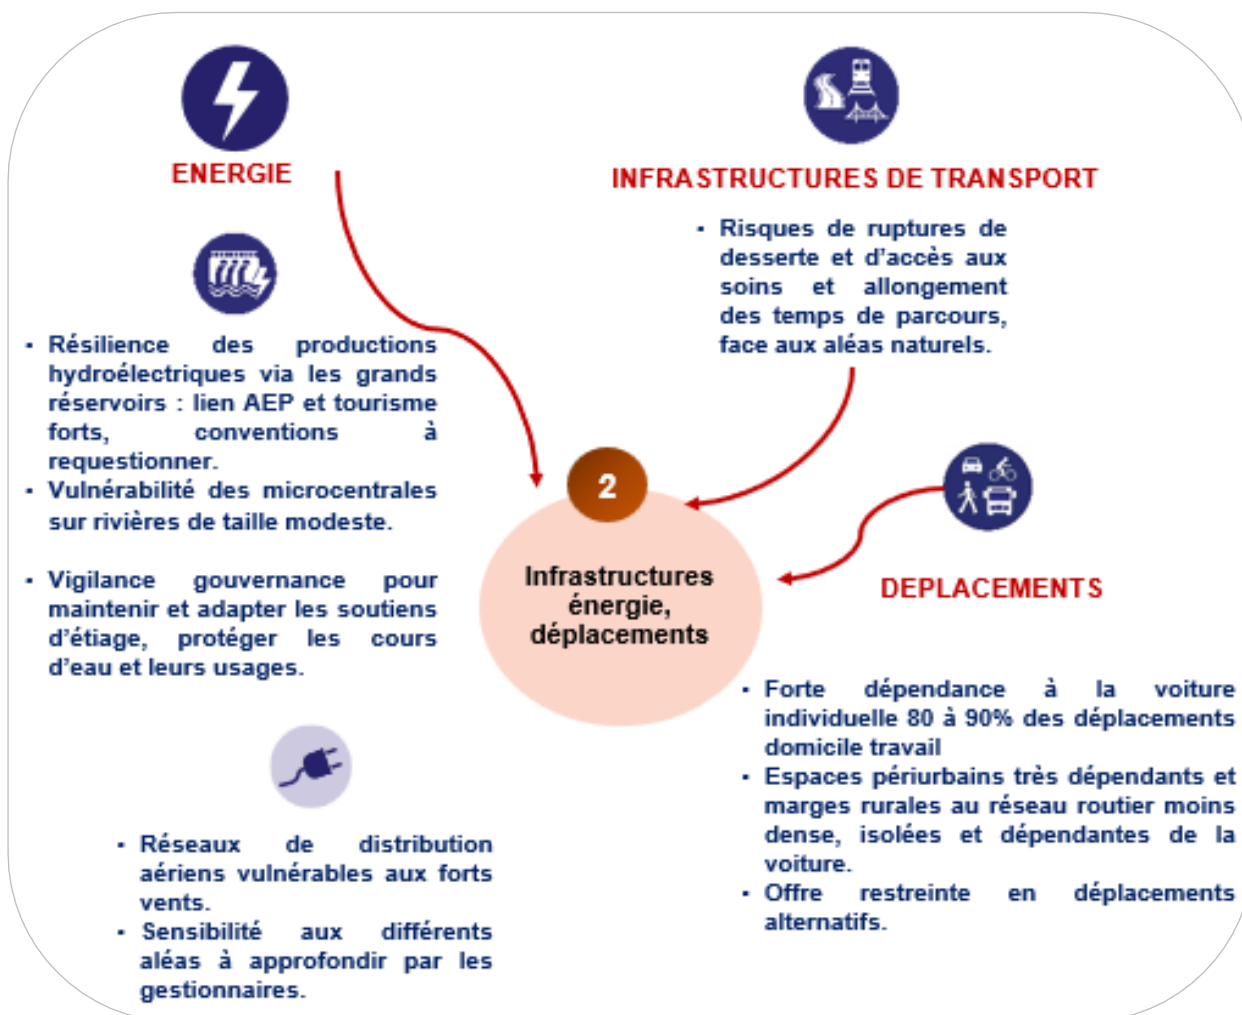 ENERGIE
▪ Résilience des productions
hydroélectriques via les grands
réservoirs : lien AEP et tourisme
forts, conventions à
requestionner.
▪ Vulnérabilité des microcentrales
sur rivières de taille modeste.
▪ Vigilance gouvernance pour
maintenir et adapter les soutiens
d'étiage, protéger les cours
d'eau et leurs usages.
▪ Réseaux de distribution
aériens vulnérables aux forts
vents.
▪ Sensibilité aux différents
aléas à approfondir par les
gestionnaires.
2
Infrastructures
énergie,
déplacements
INFRASTRUCTURES DE TRANSPORT
▪ Risques de ruptures de
desserte et d'accès aux
soins et allongement
des temps de parcours,
face aux aléas naturels.
DEPLACEMENTS
▪ Forte dépendance à la voiture
individuelle 80 à 90% des déplacements
domicile travail
▪ Espaces périurbains très dépendants et
marges rurales au réseau routier moins
dense, isolées et dépendantes de la
voiture.
▪ Offre restreinte en déplacements
alternatifs.